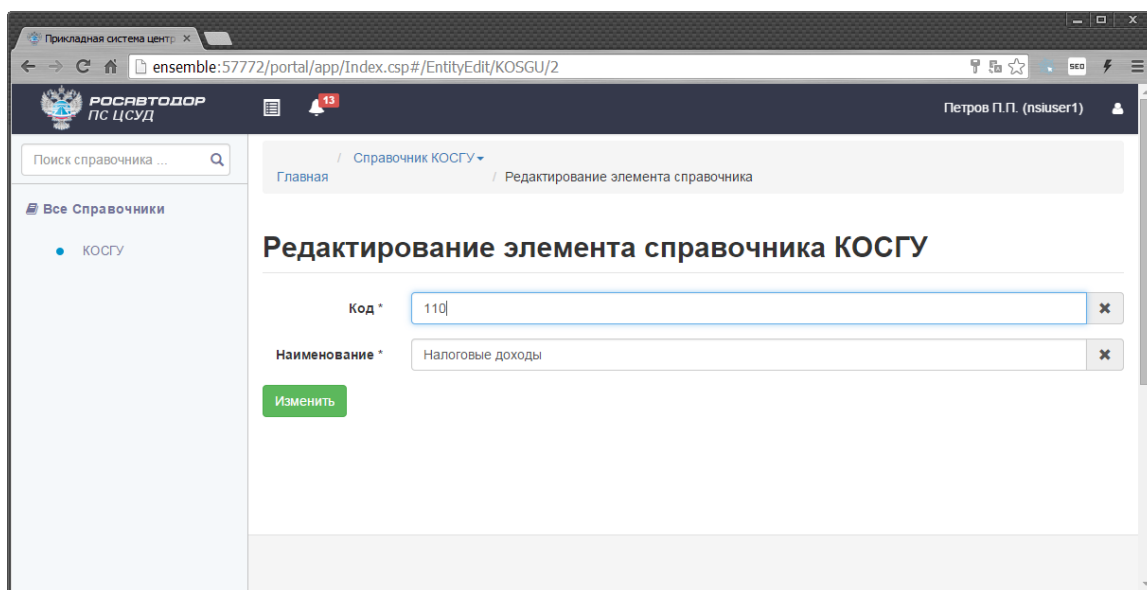 Прикладная система центр
ensemble:57772/portal/app/Index.csp#/EntityEdit/KOSGU/2
SEO
РОСАВТОДОР
ПС ЦСУД
13
Петров П.П. (nsiuser1)
Поиск справочника ...
Все Справочники
КОСГУ
Главная / Справочник КОСГУ / Редактирование элемента справочника
Редактирование элемента справочника КОСГУ
Код * 110
Наименование * Налоговые доходы
Изменить